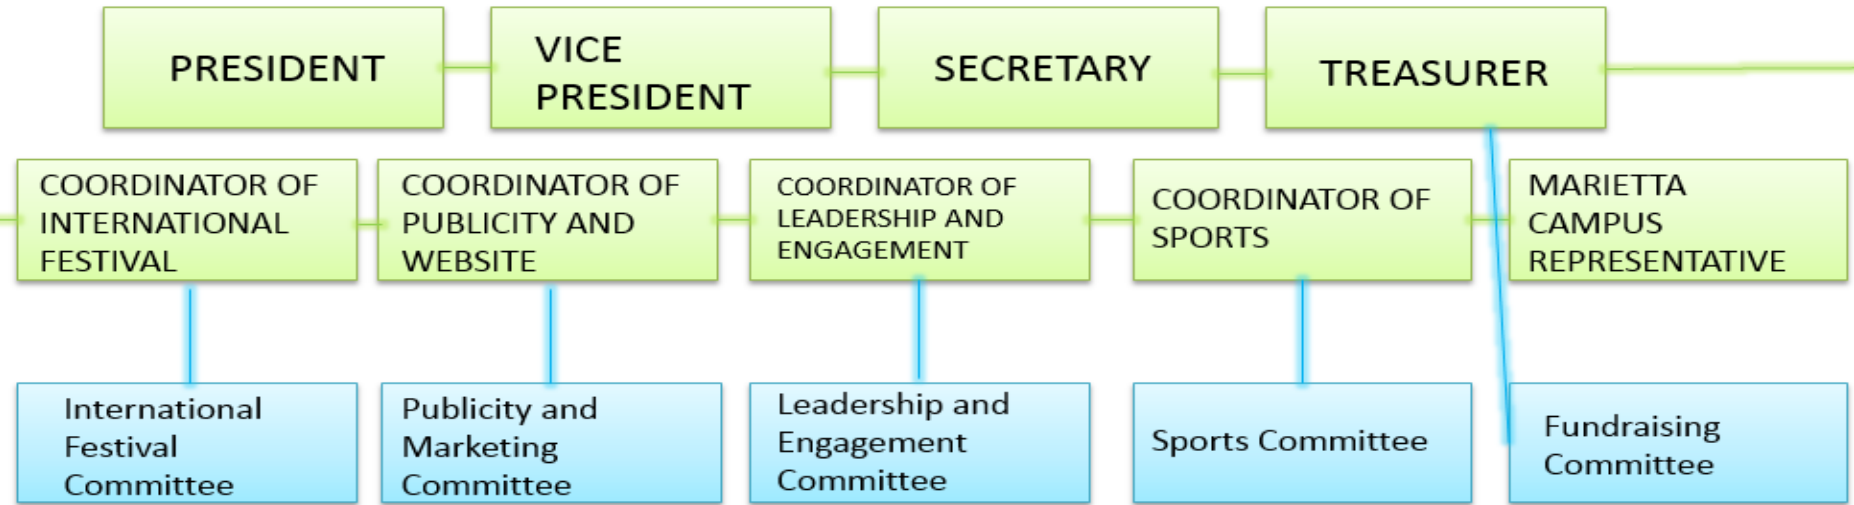 PRESIDENT
VICE
PRESIDENT
SECRETARY
TREASURER
COORDINATOR OF
INTERNATIONAL
FESTIVAL
COORDINATOR OF
PUBLICITY AND
WEBSITE
COORDINATOR OF
LEADERSHIP AND
ENGAGEMENT
COORDINATOR OF
SPORTS
MARIETTA
CAMPUS
REPRESENTATIVE
International
Festival
Committee
Publicity and
Marketing
Committee
Leadership and
Engagement
Committee
Sports Committee
Fundraising
Committee